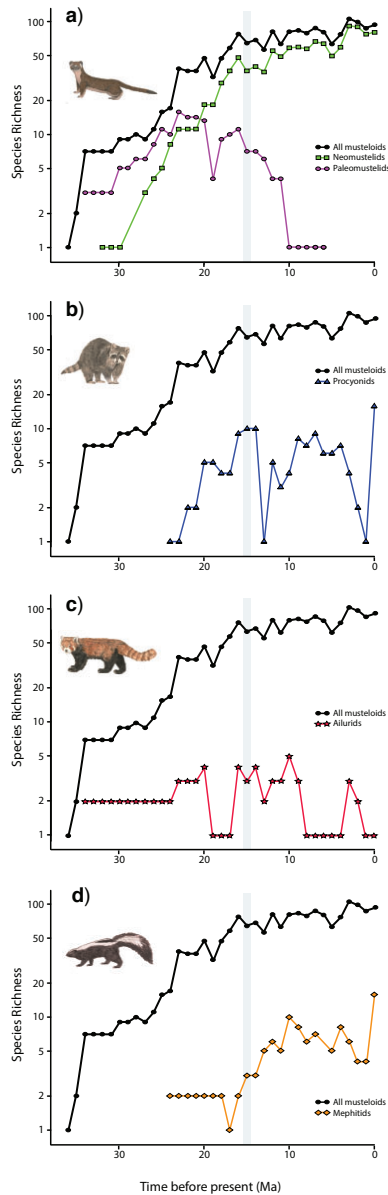 a)
Species Richness
100
50
20
10
5
2
1
All musteloids
Neomustelids
Paleomustelids
30
20
10
0
b)
Species Richness
100
50
20
10
5
2
1
All musteloids
Procyonids
30
20
10
0
c)
Species Richness
100
50
20
10
5
2
1
All musteloids
Ailurids
30
20
10
0
d)
Species Richness
100
50
20
10
5
2
1
All musteloids
Mephitids
30
20
10
0
Time before present (Ma)